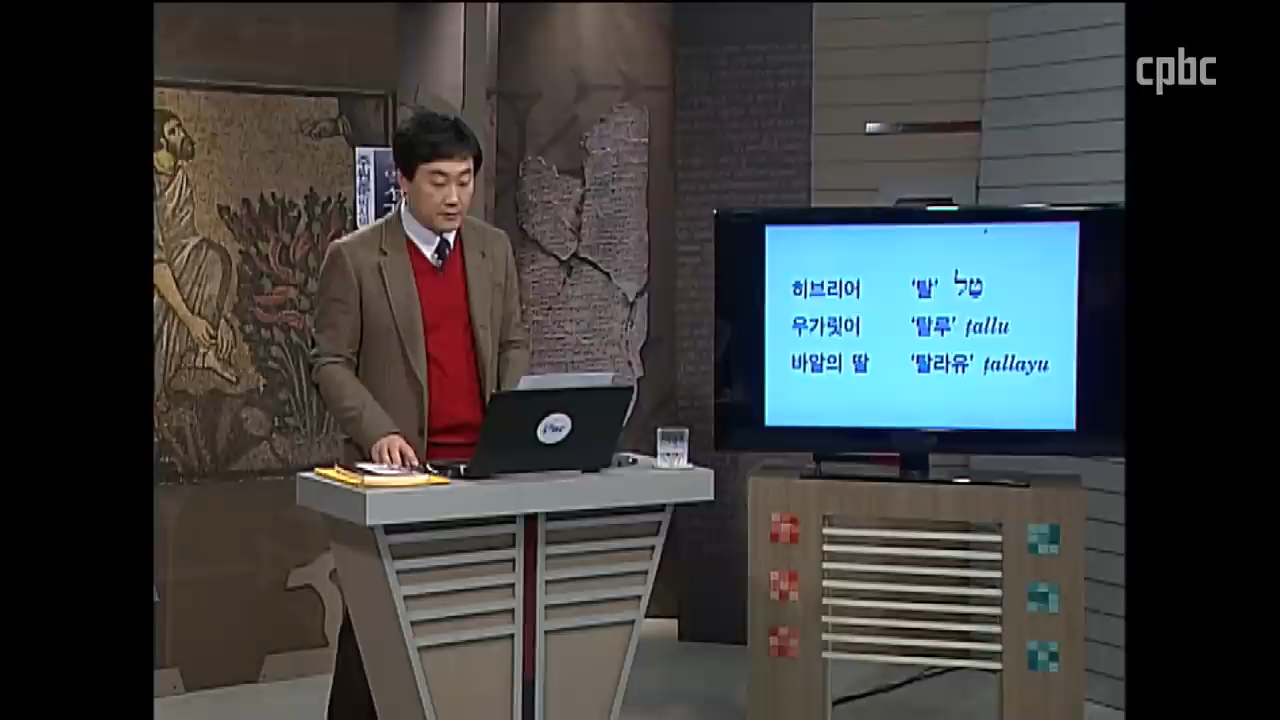 cpbc
히브리어 '탈' טַל
우가릿어 '탈루' ṭallu
바알의 딸 '탈라유' ṭallayu